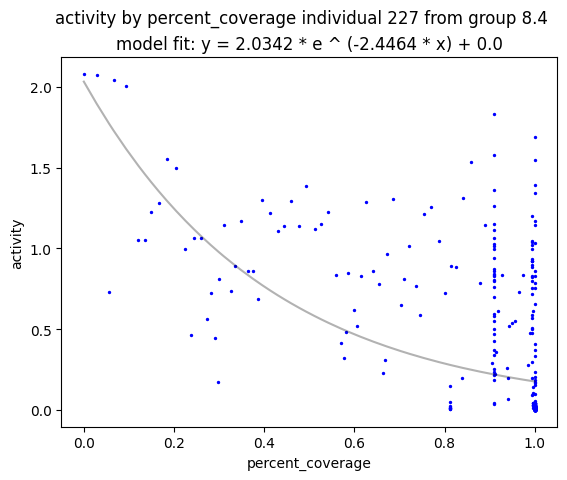 activity by percent_coverage individual 227 from group 8.4
model fit: y = 2.0342 * e ^ (-2.4464 * x) + 0.0
2.0
1.5
1.0
0.5
0.0
activity
0.0 0.2 0.4 0.6 0.8 1.0
percent_coverage